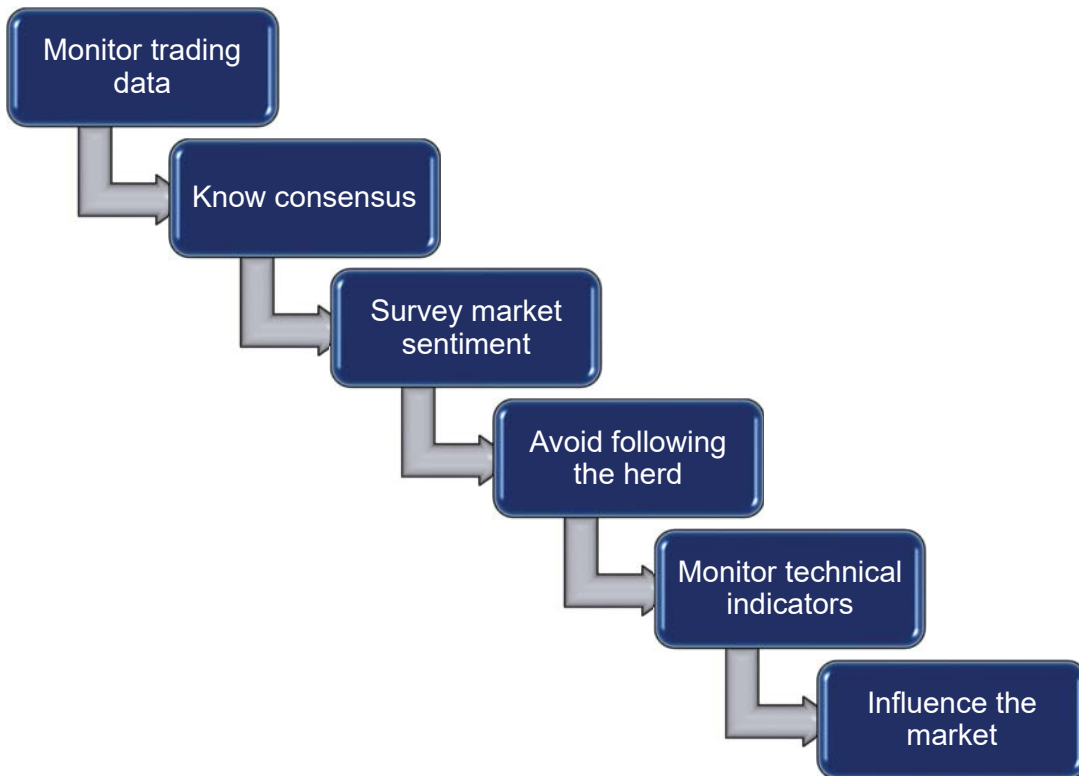 Monitor trading
data
Know consensus
Survey market
sentiment
Avoid following
the herd
Monitor technical
indicators
Influence the
market